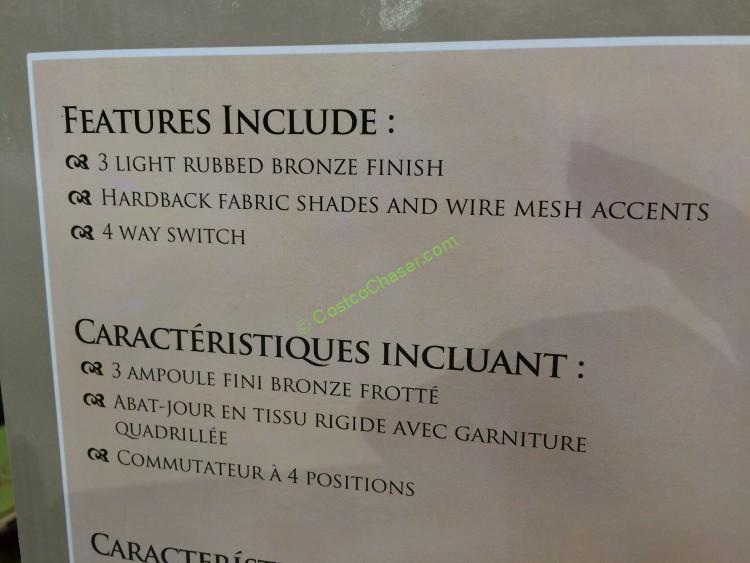 FEATURES INCLUDE :
3 LIGHT RUBBED BRONZE FINISH
HARDBACK FABRIC SHADES AND WIRE MESH ACCENTS
4 WAY SWITCH
© CostcoChaser.com
CARACTÉRISTIQUES INCLUANT :
3 AMPOULE FINI BRONZE FROTTÉ
ABAT-JOUR EN TISSU RIGIDE AVEC GARNITURE
QUADRILLÉE
COMMUTATEUR À 4 POSITIONS